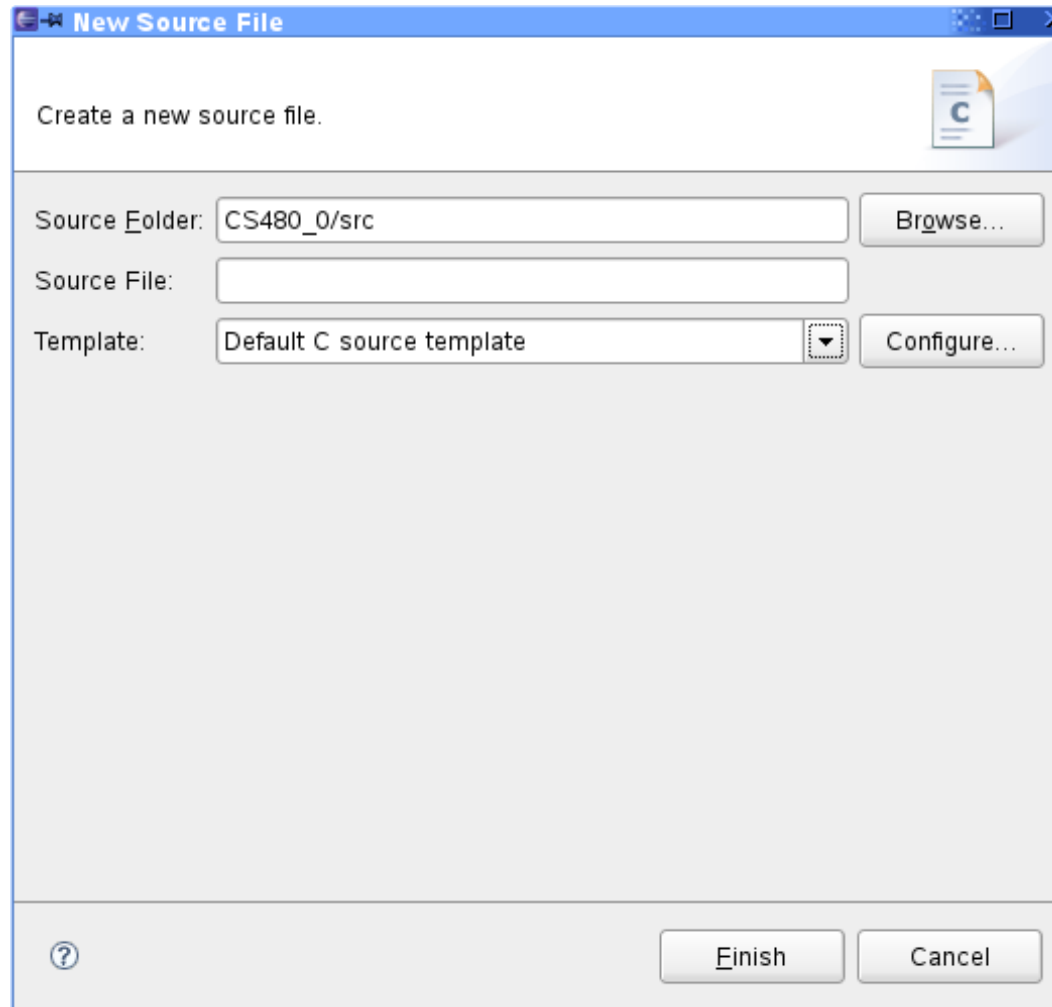 New Source File
Create a new source file.
C
Source Folder: CS480_0/src Browse...
Source File:
Template: Default C source template Configure...
? Finish Cancel